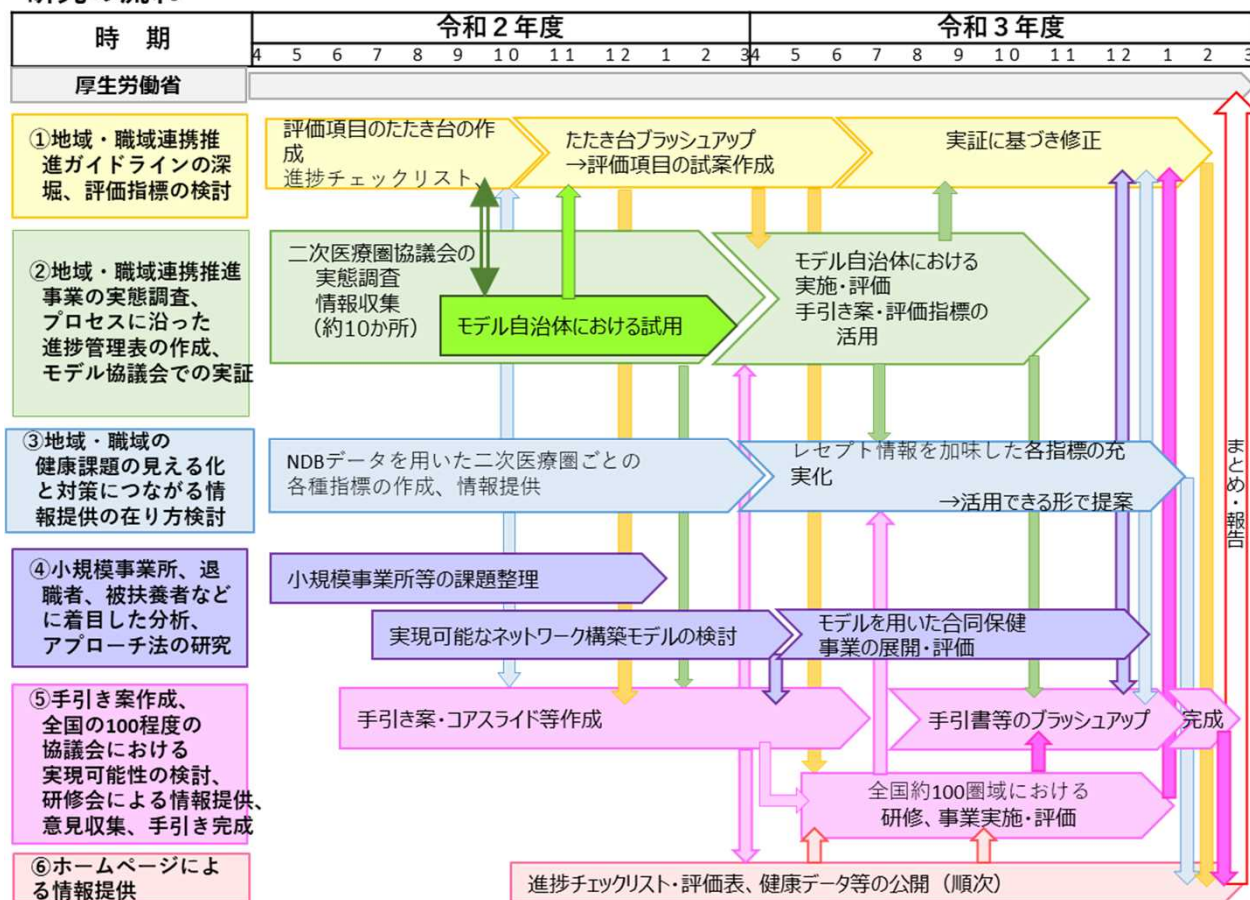 時　期
令和２年度
令和３年度
4 5 6 7 8 9 10 11 12 1 2 3 4 5 6 7 8 9 10 11 12 1 2 3
厚生労働省
①地域・職域連携推
進ガイドラインの深
堀、評価指標の検討
評価項目のたたき台の作
成
進捗チェックリスト、
たたき台ブラッシュアップ
→評価項目の試案作成
実証に基づき修正
②地域・職域連携推進
事業の実態調査、
プロセスに沿った
進捗管理表の作成、
モデル協議会での実証
二次医療圏協議会の
実態調査
情報収集
（約10か所）
モデル自治体における試用
モデル自治体における
実施・評価
手引き案・評価指標の
活用
③地域・職域の
健康課題の見える化
と対策につながる情
報提供の在り方検討
NDBデータを用いた二次医療圏ごとの
各種指標の作成、情報提供
レセプト情報を加味した各指標の充
実化
→活用できる形で提案
まとめ・報告
④小規模事業所、退
職者、被扶養者など
に着目した分析、
アプローチ法の研究
小規模事業所等の課題整理
実現可能なネットワーク構築モデルの検討
モデルを用いた合同保健
事業の展開・評価
⑤手引き案作成、
全国の100程度の
協議会における
実現可能性の検討、
研修会による情報提供、
意見収集、手引き完成
手引き案・コアスライド等作成
手引書等のブラッシュアップ
完成
全国約100圏域における
研修、事業実施・評価
⑥ホームページによ
る情報提供
進捗チェックリスト・評価表、健康データ等の公開（順次）